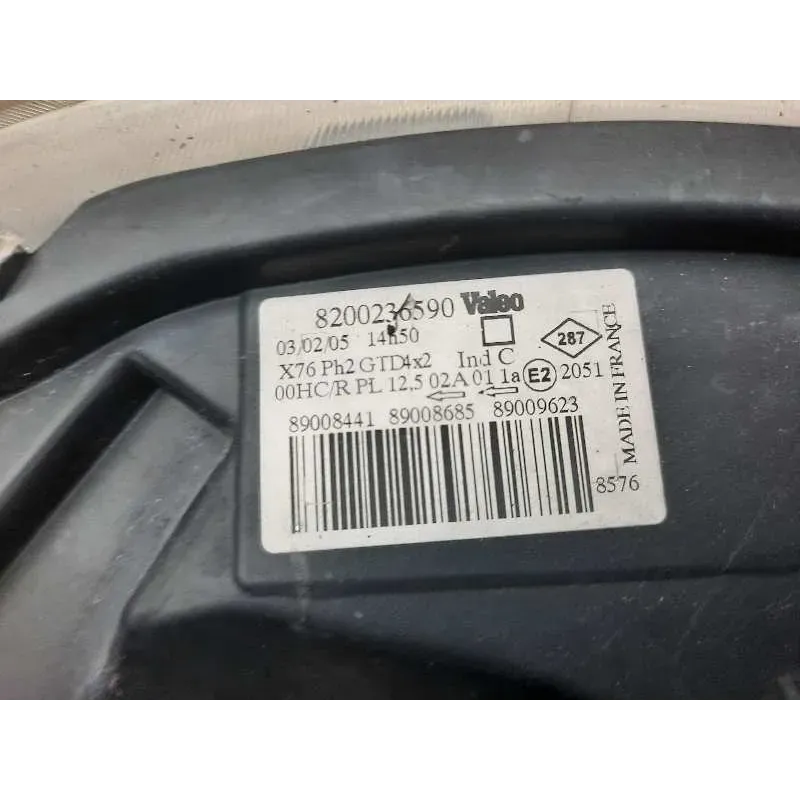 8200236590 Valeo
03/02/05 14h50
X76 Ph2 GTD4x2 Ind C
287
00HC/R PL 12,5 02A 01 1a E2 2051
89008441 89008685 89009623
8576
MADE IN FRANCE